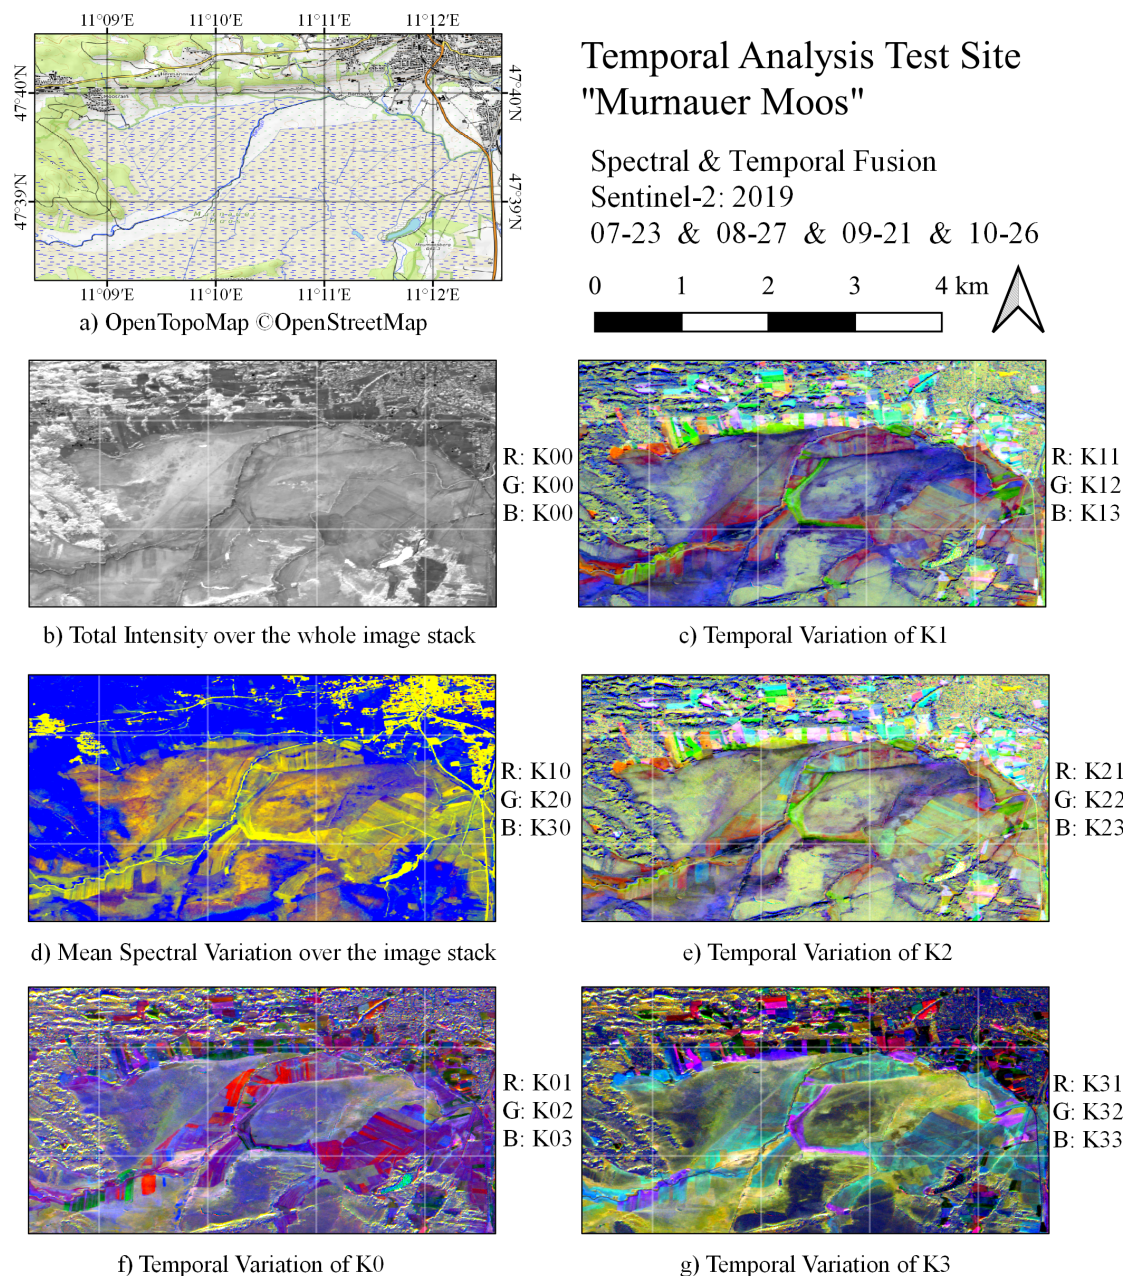 11°09'E 11°10'E 11°11'E 11°12'E
47°40'N
47°40'N
47°39'N
47°39'N
11°09'E 11°10'E 11°11'E 11°12'E
a) OpenTopoMap ©OpenStreetMap
Temporal Analysis Test Site
"Murnauer Moos"
Spectral & Temporal Fusion
Sentinel-2: 2019
07-23 & 08-27 & 09-21 & 10-26
0 1 2 3 4 km
R: K00
G: K00
B: K00
b) Total Intensity over the whole image stack
R: K11
G: K12
B: K13
c) Temporal Variation of K1
R: K10
G: K20
B: K30
d) Mean Spectral Variation over the image stack
R: K21
G: K22
B: K23
e) Temporal Variation of K2
R: K01
G: K02
B: K03
f) Temporal Variation of K0
R: K31
G: K32
B: K33
g) Temporal Variation of K3